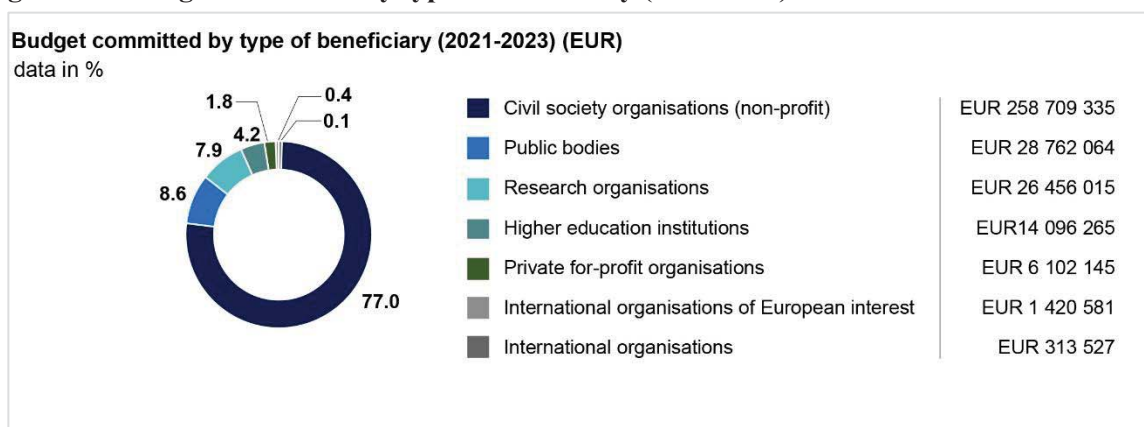 Budget committed by type of beneficiary (2021-2023) (EUR)
data in %
1.8
0.4
0.1
4.2
7.9
8.6
77.0
Civil society organisations (non-profit) EUR 258 709 335
Public bodies EUR 28 762 064
Research organisations EUR 26 456 015
Higher education institutions EUR14 096 265
Private for-profit organisations EUR 6 102 145
International organisations of European interest EUR 1 420 581
International organisations EUR 313 527